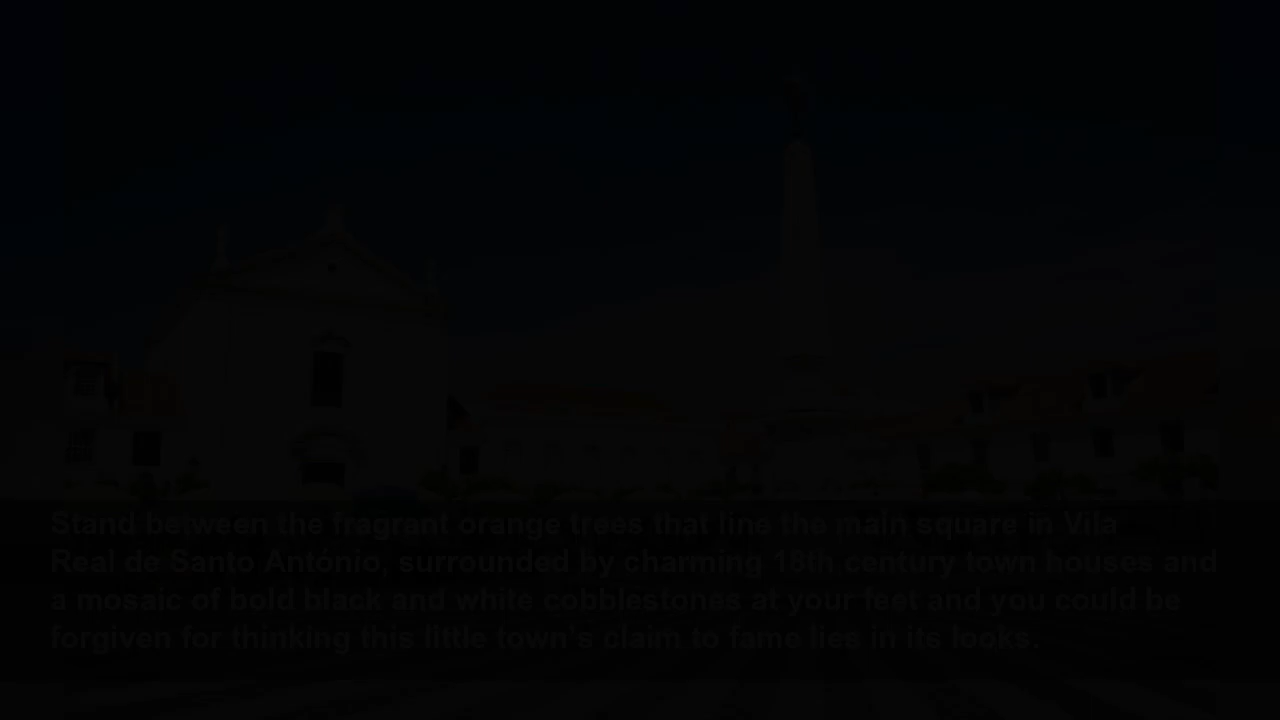 Stand between the fragrant orange trees that line the main square in Vila
Real de Santo António, surrounded by charming 18th century town houses and
a mosaic of bold black and white cobblestones at your feet and you could be
forgiven for thinking this little town's claim to fame lies in its looks.